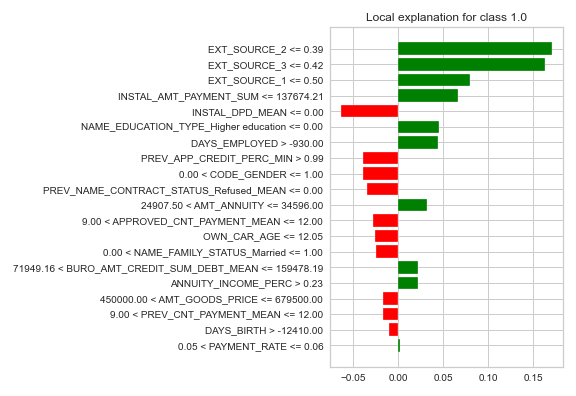 Local explanation for class 1.0
EXT_SOURCE_2 <= 0.39
EXT_SOURCE_3 <= 0.42
EXT_SOURCE_1 <= 0.50
INSTAL_AMT_PAYMENT_SUM <= 137674.21
INSTAL_DPD_MEAN <= 0.00
NAME_EDUCATION_TYPE_Higher education <= 0.00
DAYS_EMPLOYED > -930.00
PREV_APP_CREDIT_PERC_MIN > 0.99
0.00 < CODE_GENDER <= 1.00
PREV_NAME_CONTRACT_STATUS_Refused_MEAN <= 0.00
24907.50 < AMT_ANNUITY <= 34596.00
9.00 < APPROVED_CNT_PAYMENT_MEAN <= 12.00
OWN_CAR_AGE <= 12.05
0.00 < NAME_FAMILY_STATUS_Married <= 1.00
71949.16 < BURO_AMT_CREDIT_SUM_DEBT_MEAN <= 159478.19
ANNUITY_INCOME_PERC > 0.23
450000.00 < AMT_GOODS_PRICE <= 679500.00
9.00 < PREV_CNT_PAYMENT_MEAN <= 12.00
DAYS_BIRTH > -12410.00
0.05 < PAYMENT_RATE <= 0.06
−0.05 0.00 0.05 0.10 0.15